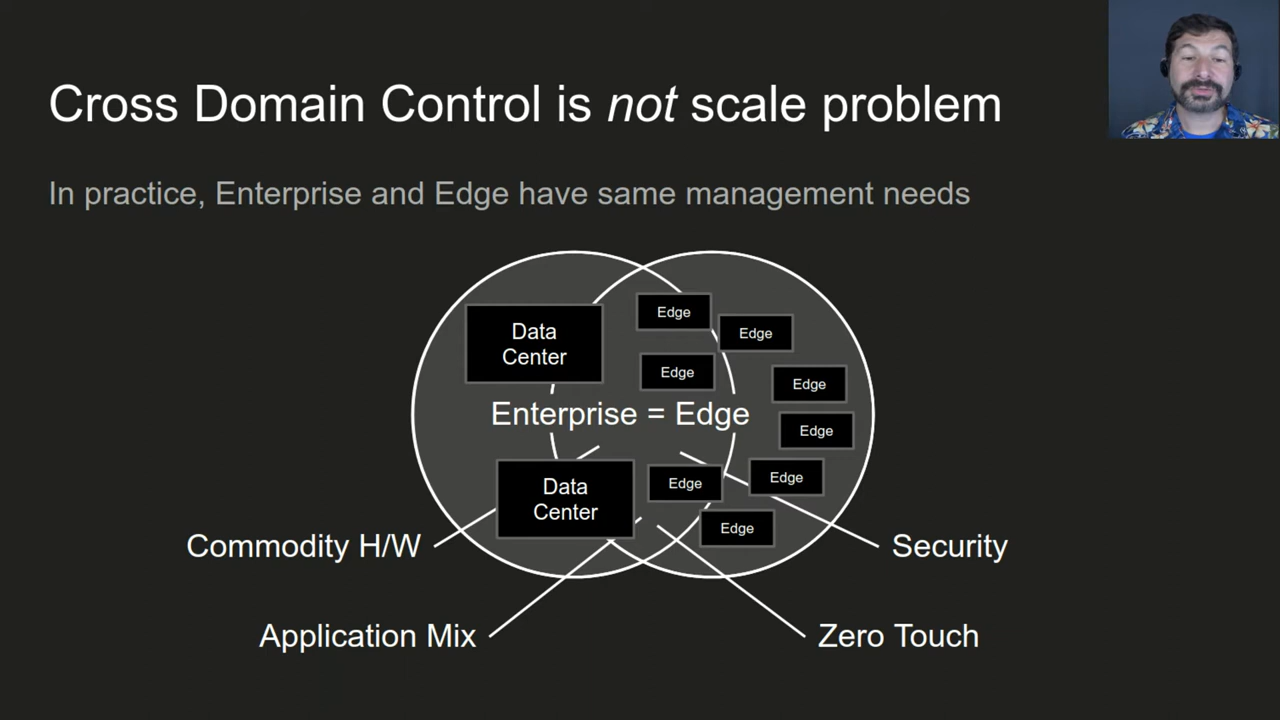 Cross Domain Control is not scale problem
In practice, Enterprise and Edge have same management needs
Data
Center
Edge
Edge
Edge
Edge
Enterprise = Edge
Edge
Data
Center
Edge
Edge
Edge
Commodity H/W
Security
Application Mix
Zero Touch